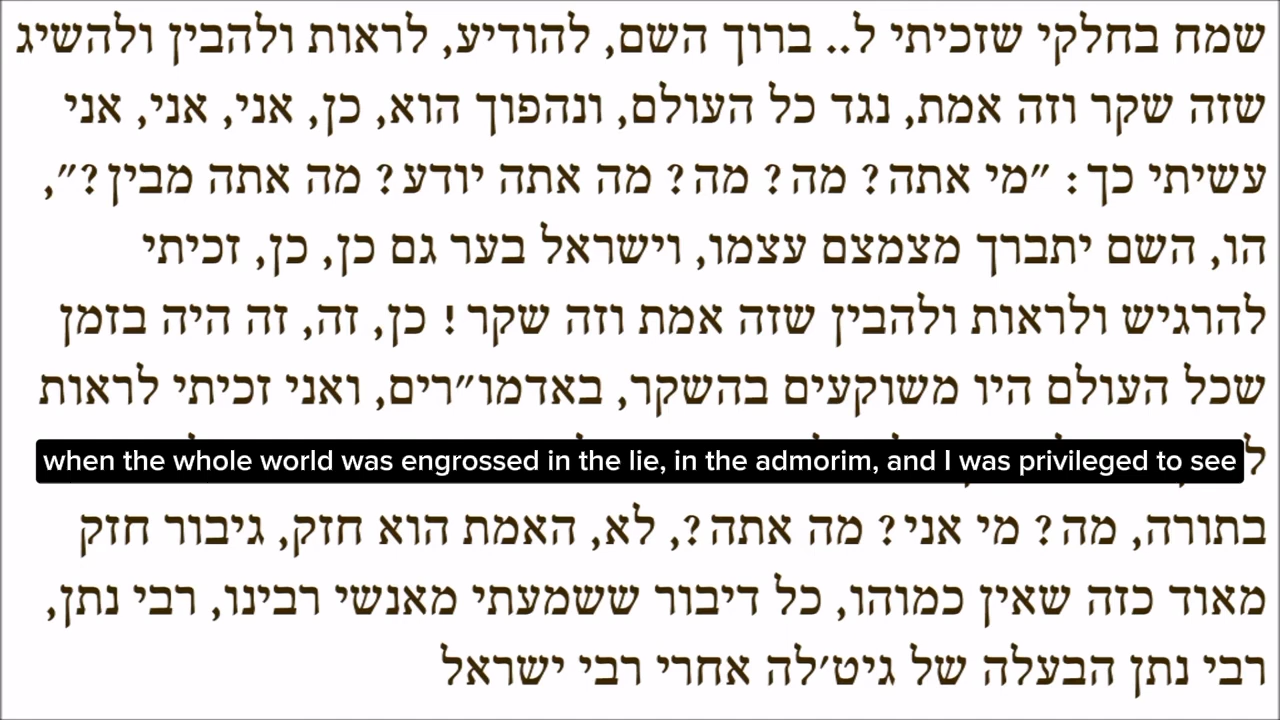 שמח בחלקי שזכיתי ל.. ברוך השם, להודיע, לראות ולהבין ולהשיג
שזה שקר וזה אמת, נגד כל העולם, ונהפוך הוא, כן, אני, אני, אני
עשיתי כך: "מי אתה? מה? מה? מה אתה יודע? מה אתה מבין?",
הו, השם יתברך מצמצם עצמו, וישראל בער גם כן, כן, זכיתי
להרגיש ולראות ולהבין שזה אמת וזה שקר! כן, זה, זה היה בזמן
שכל העולם היו משוקעים בהשקר, באדמו"רים, ואני זכיתי לראות
when the whole world was engrossed in the lie, in the admorim, and I was privileged to see
בתורה, מה? מי אני? מה אתה?, לא, האמת הוא חזק, גיבור חזק
מאוד כזה שאין כמוהו, כל דיבור ששמעתי מאנשי רבינו, רבי נתן,
רבי נתן הבעלה של גיט'לה אחרי רבי ישראל